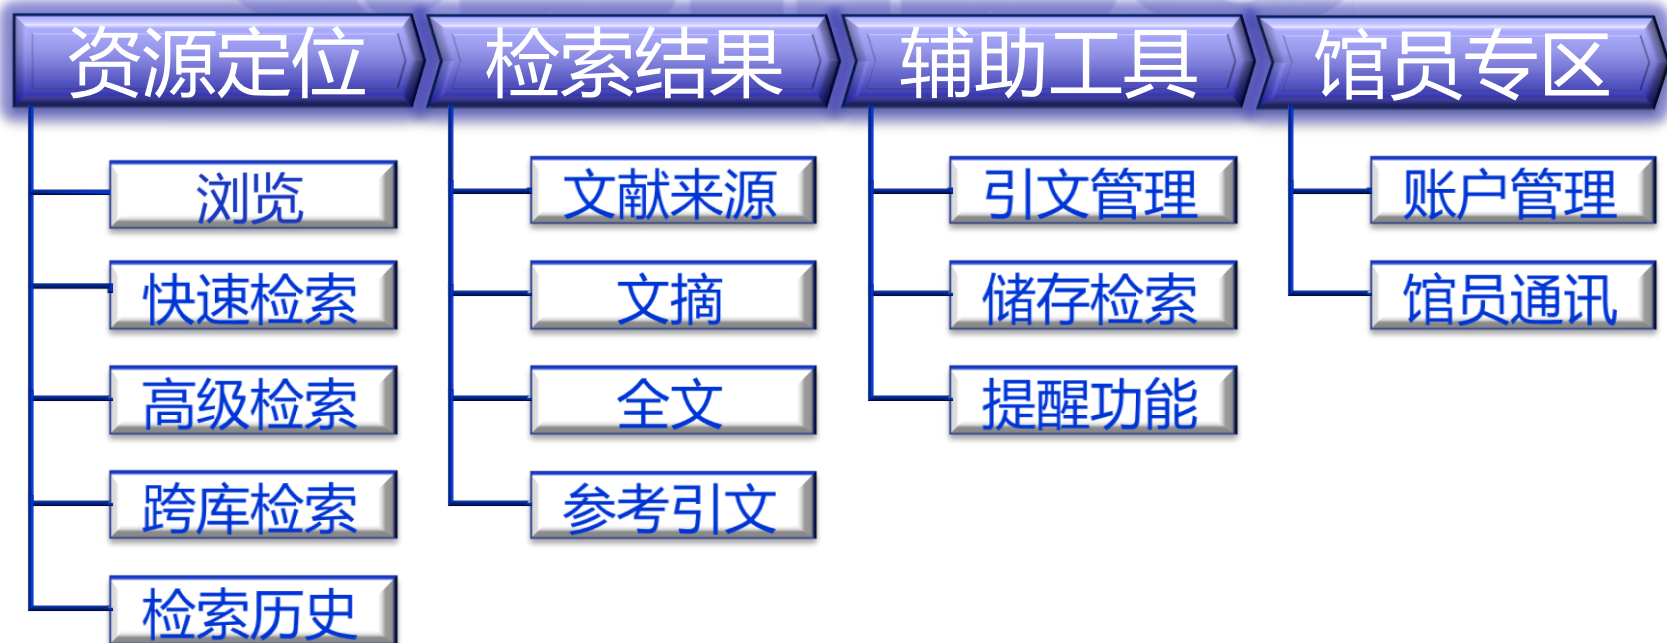 资源定位
浏览
快速检索
高级检索
跨库检索
检索历史
检索结果
文献来源
文摘
全文
参考引文
辅助工具
引文管理
储存检索
提醒功能
馆员专区
账户管理
馆员通讯